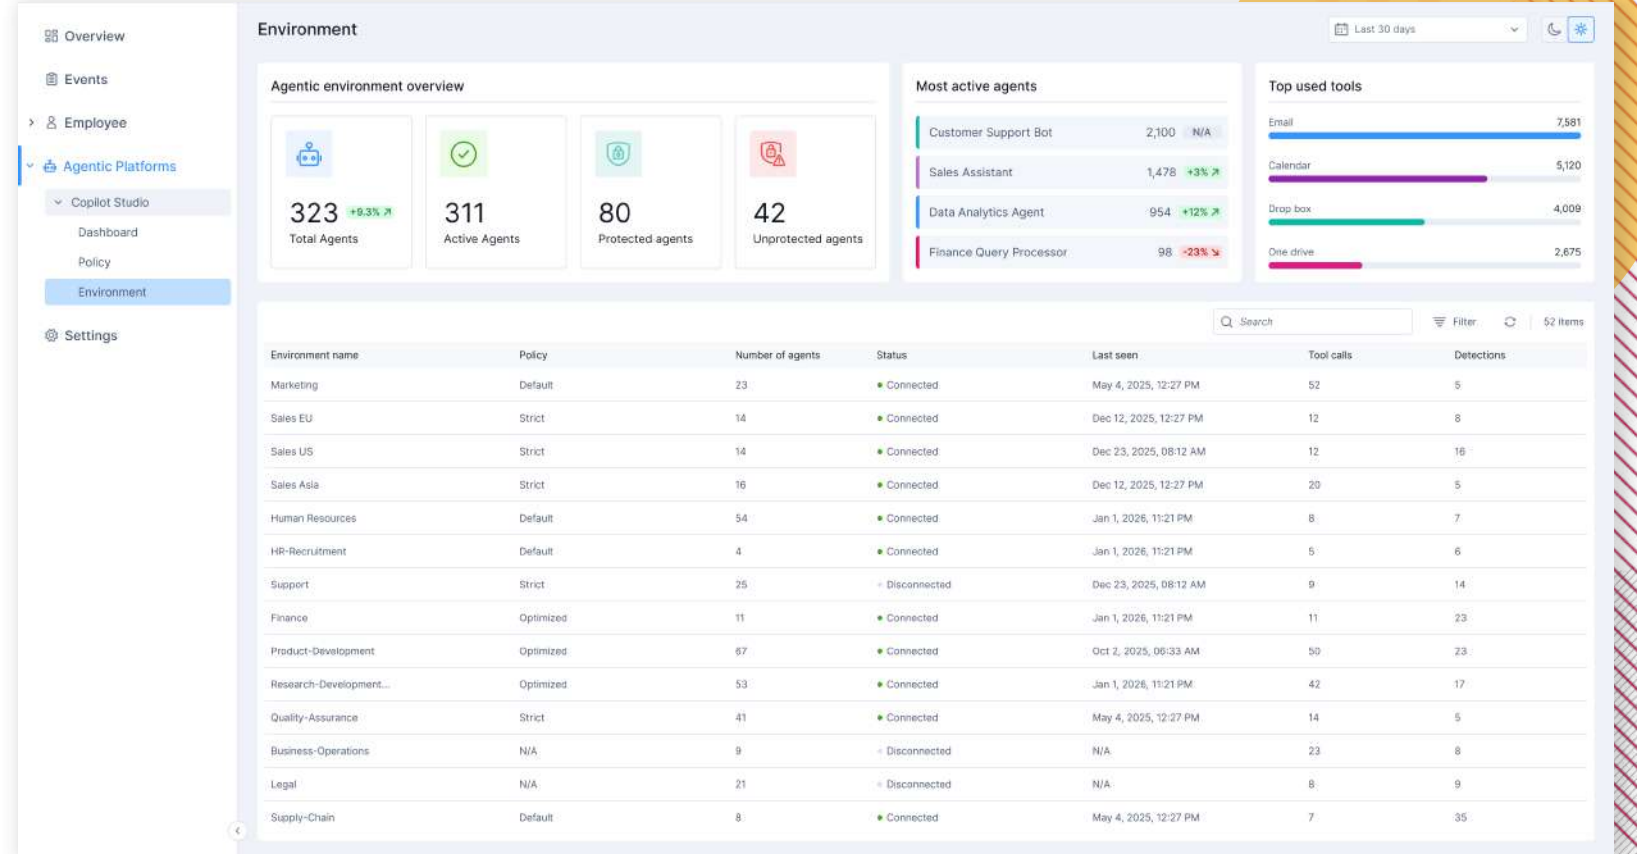 Overview
Events
Employee
Agentic Platforms
Copilot Studio
Dashboard
Policy
Environment
Settings
Environment
Last 30 days
Agentic environment overview
323 +9.3%
Total Agents
311
Active Agents
80
Protected agents
42
Unprotected agents
Most active agents
Customer Support Bot 2,100 N/A
Sales Assistant 1,478 +3%
Data Analytics Agent 954 +12%
Finance Query Processor 98 -23%
Top used tools
Email 7,581
Calendar 5,120
Drop box 4,009
One drive 2,675
Search Filter 52 items
Environment name Policy Number of agents Status Last seen Tool calls Detections
Marketing Default 23 Connected May 4, 2025, 12:27 PM 52 5
Sales EU Strict 14 Connected Dec 12, 2025, 12:27 PM 12 8
Sales US Strict 14 Connected Dec 23, 2025, 08:12 AM 12 16
Sales Asia Strict 16 Connected Dec 12, 2025, 12:27 PM 20 5
Human Resources Default 54 Connected Jan 1, 2026, 11:21 PM 8 7
HR-Recruitment Default 4 Connected Jan 1, 2026, 11:21 PM 5 6
Support Strict 25 Disconnected Dec 23, 2025, 08:12 AM 9 14
Finance Optimized 11 Connected Jan 1, 2026, 11:21 PM 11 23
Product-Development Optimized 67 Connected Oct 2, 2025, 06:33 AM 50 23
Research-Development... Optimized 53 Connected Jan 1, 2026, 11:21 PM 42 17
Quality-Assurance Strict 41 Connected May 4, 2025, 12:27 PM 14 5
Business-Operations N/A 9 Disconnected N/A 23 8
Legal N/A 21 Disconnected N/A 8 9
Supply-Chain Default 8 Connected May 4, 2025, 12:27 PM 7 35